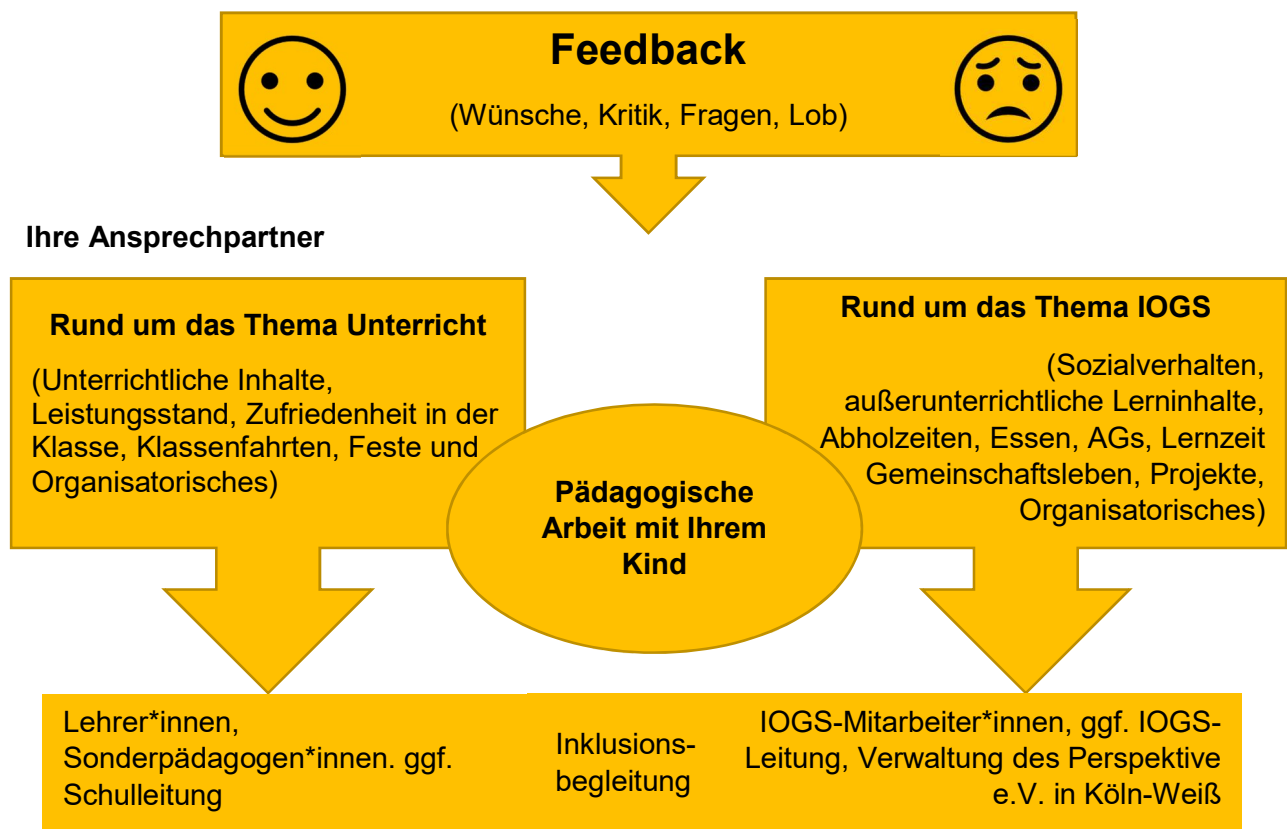 Feedback
(Wünsche, Kritik, Fragen, Lob)
Ihre Ansprechpartner
Rund um das Thema Unterricht
(Unterrichtliche Inhalte,
Leistungsstand, Zufriedenheit in der
Klasse, Klassenfahrten, Feste und
Organisatorisches)
Rund um das Thema IOGS
(Sozialverhalten,
außerunterrichtliche Lerninhalte,
Abholzeiten, Essen, AGs, Lernzeit
Gemeinschaftsleben, Projekte,
Organisatorisches)
Pädagogische
Arbeit mit Ihrem
Kind
Lehrer*innen,
Sonderpädagogen*innen. ggf.
Schulleitung
Inklusions-
begleitung
IOGS-Mitarbeiter*innen, ggf. IOGS-
Leitung, Verwaltung des Perspektive
e.V. in Köln-Weiß